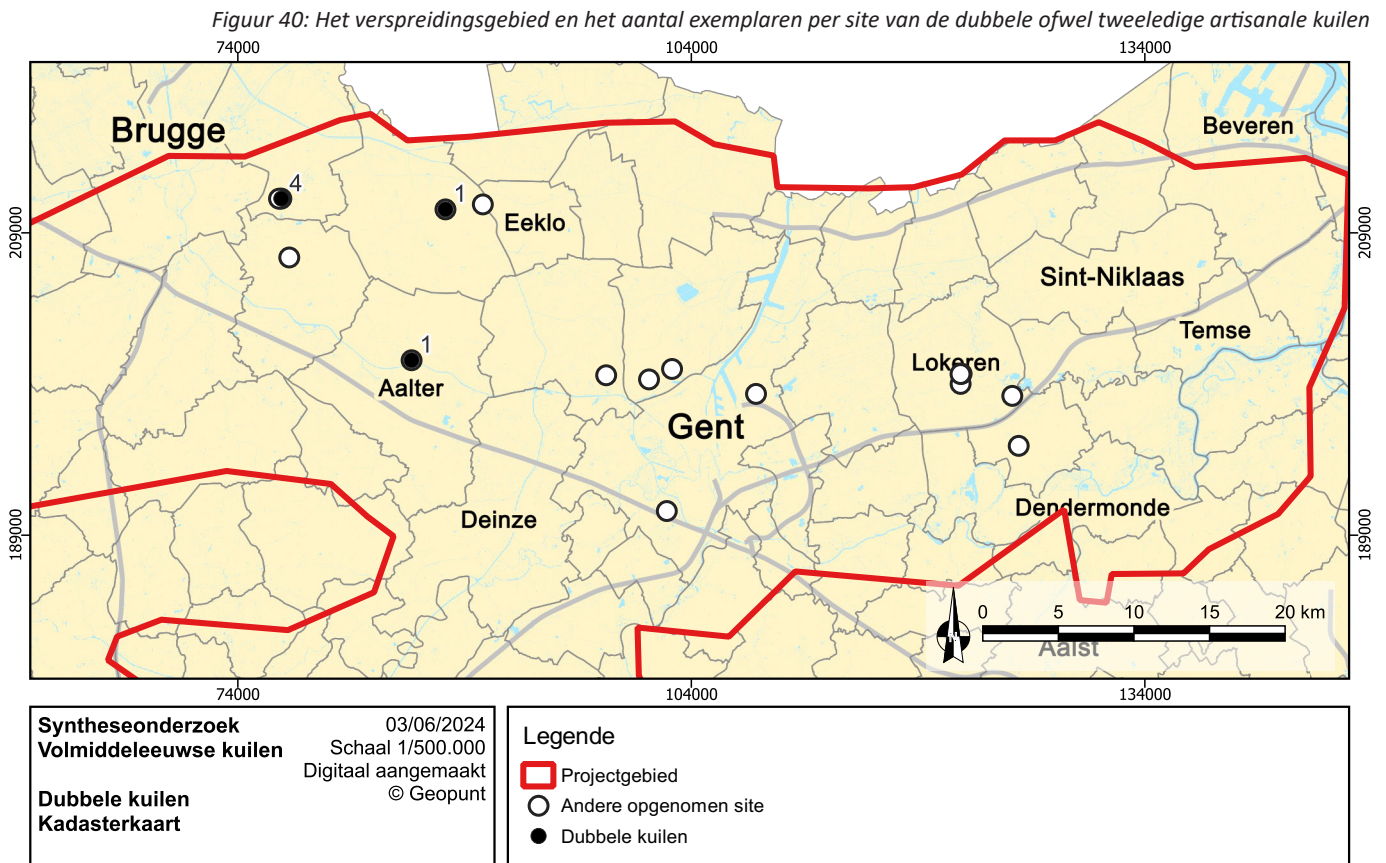 Figuur 40: Het verspreidingsgebied en het aantal exemplaren per site van de dubbele ofwel tweeledige artisanale kuilen
74000
104000
134000
Brugge
Beveren
4
1
Eeklo
209000
209000
Sint-Niklaas
Temse
1
Lokeren
Aalter
Gent
Dendermonde
Deinze
189000
189000
0 5 10 15 20 km
N
Aalst
74000
104000
134000
Syntheseonderzoek
Volmiddeleeuwse kuilen
Dubbele kuilen
Kadasterkaart
03/06/2024
Schaal 1/500.000
Digitaal aangemaakt
© Geopunt
Legende
Projectgebied
Andere opgenomen site
Dubbele kuilen